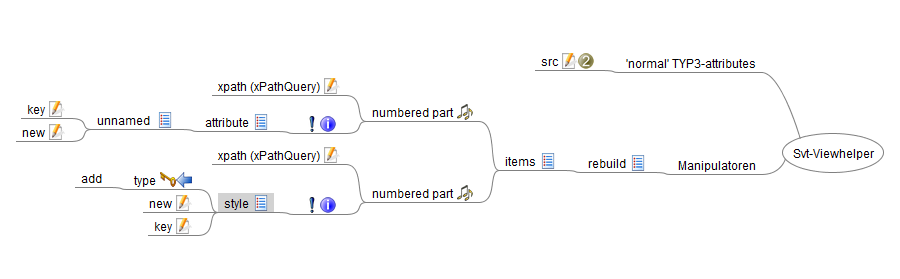 src 2 'normal' TYP3-attributes
xpath (xPathQuery)
key
numbered part
unnamed attribute
new
Svt-Viewhelper
xpath (xPathQuery)
items rebuild Manipulatoren
add type
numbered part
new style
key